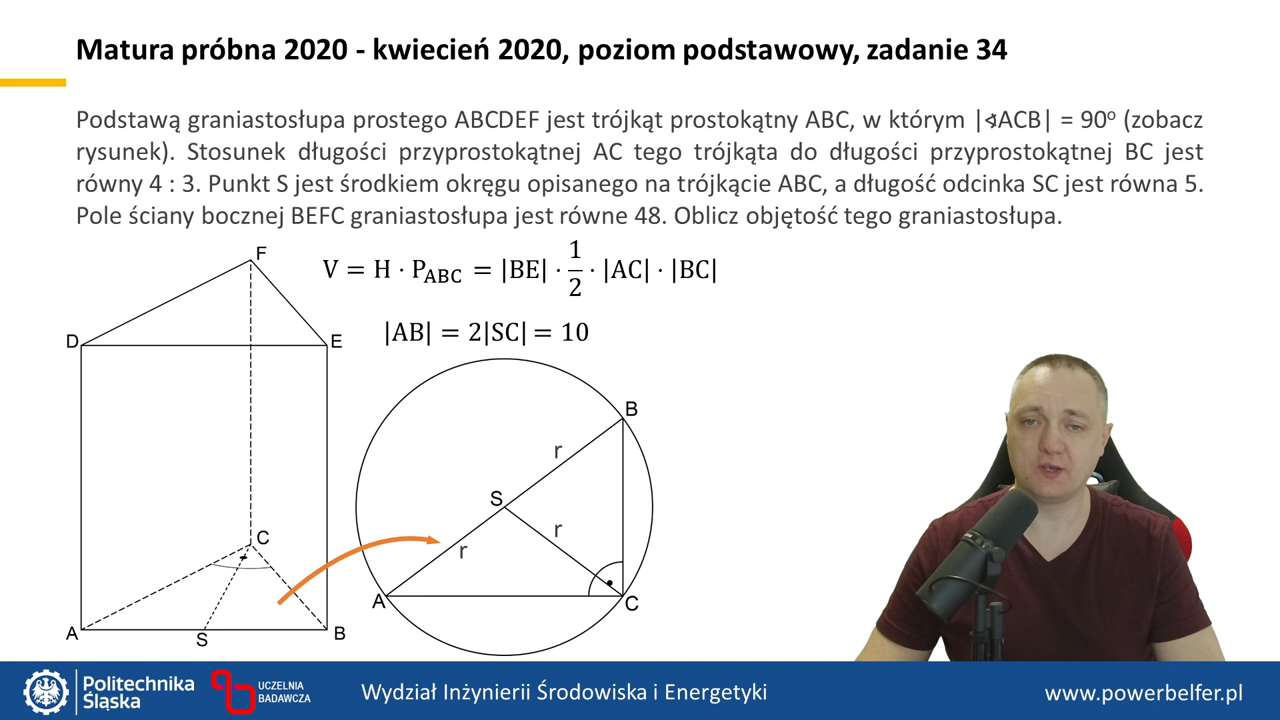 Matura próbna 2020 - kwiecień 2020, poziom podstawowy, zadanie 34
Podstawą graniastosłupa prostego ABCDEF jest trójkąt prostokątny ABC, w którym |∢ACB| = 90° (zobacz
rysunek). Stosunek długości przyprostokątnej AC tego trójkąta do długości przyprostokątnej BC jest
równy 4 : 3. Punkt S jest środkiem okręgu opisanego na trójkącie ABC, a długość odcinka SC jest równa 5.
Pole ściany bocznej BEFC graniastosłupa jest równe 48. Oblicz objętość tego graniastosłupa.
V = H · P_ABC = |BE| · 1/2 · |AC| · |BC|
|AB| = 2|SC| = 10
F
D
E
C
A
S
B
B
r
S
r
r
A
C
Politechnika
Śląska
UCZELNIA
BADAWCZA
Wydział Inżynierii Środowiska i Energetyki
www.powerbelfer.pl